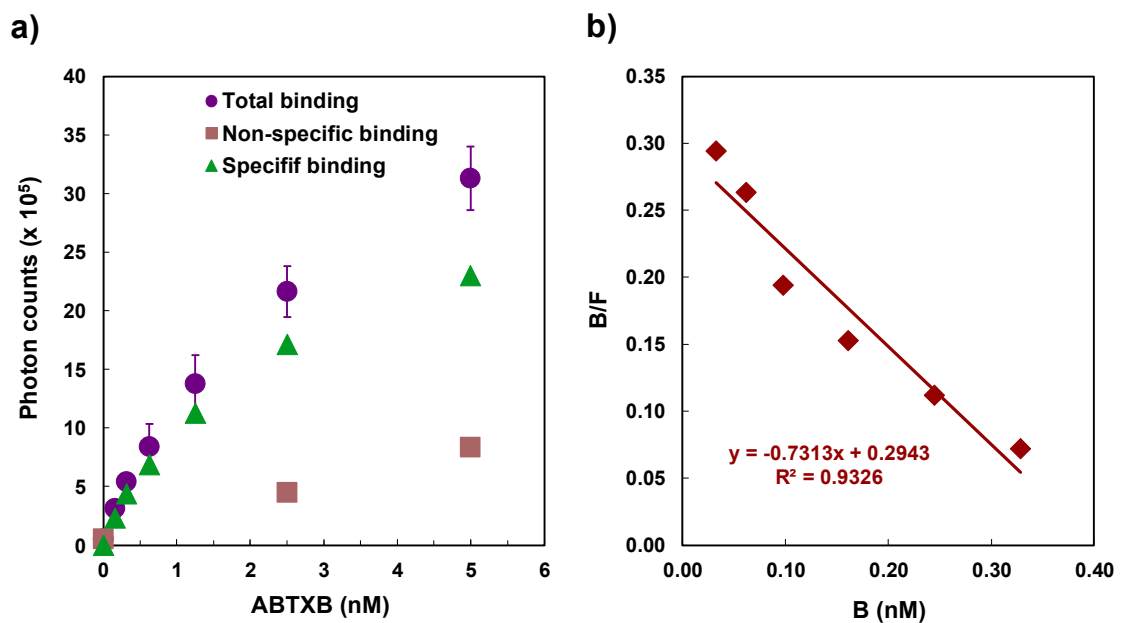 a)
40
35
30
25
20
15
10
5
0
0 1 2 3 4 5 6
Photon counts (x 10⁵)
ABTXB (nM)
Total binding
Non-specific binding
Specifif binding
b)
0.35
0.30
0.25
0.20
0.15
0.10
0.05
0.00
0.00 0.10 0.20 0.30 0.40
B/F
B (nM)
y = -0.7313x + 0.2943
R² = 0.9326